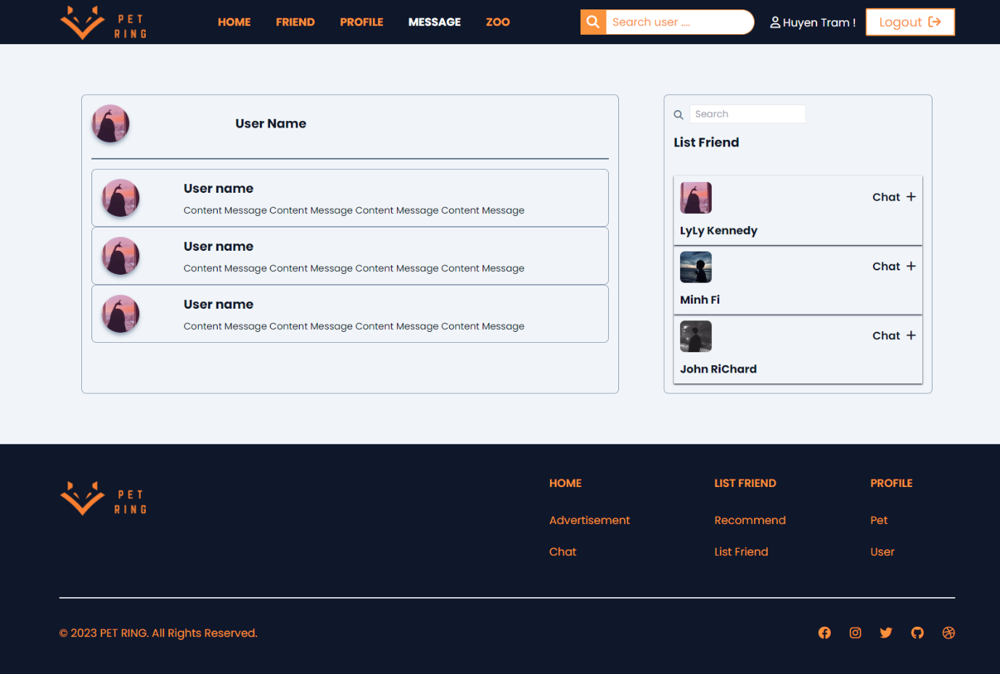 PET
RING
HOME FRIEND PROFILE MESSAGE ZOO
Search user ....
Huyen Tram !
Logout
User Name
User name
Content Message Content Message Content Message Content Message
User name
Content Message Content Message Content Message Content Message
User name
Content Message Content Message Content Message Content Message
Search
List Friend
Chat +
LyLy Kennedy
Chat +
Minh Fi
Chat +
John RiChard
PET
RING
HOME LIST FRIEND PROFILE
Advertisement Recommend Pet
Chat List Friend User
© 2023 PET RING. All Rights Reserved.